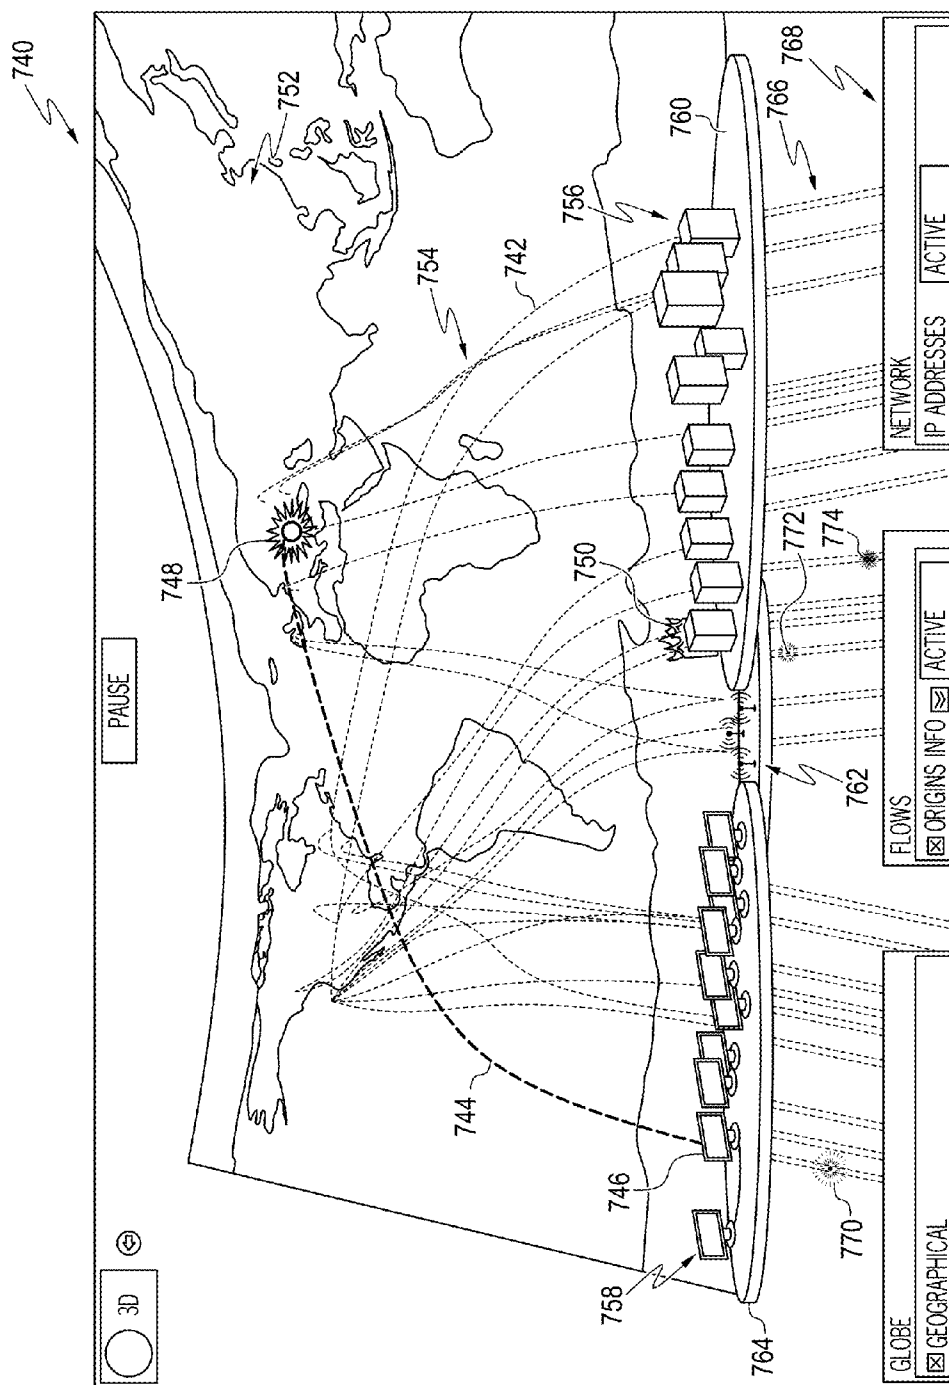 740
3D
PAUSE
752
748
754
742
744
756
760
750
746
758
764
762
766
768
770
772
774
GLOBE
GEOGRAPHICAL
FLOWS
ORIGINS INFO
ACTIVE
NETWORK
IP ADDRESSES
ACTIVE